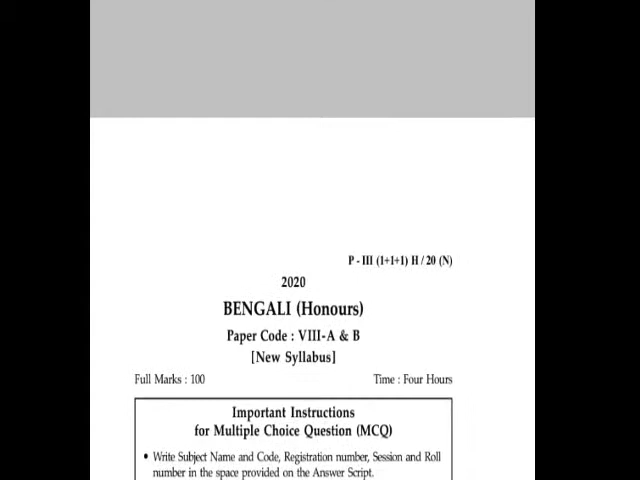 P - III (1+1+1) H / 20 (N)
2020
BENGALI (Honours)
Paper Code : VIII-A & B
[New Syllabus]
Full Marks : 100
Time : Four Hours
Important Instructions
for Multiple Choice Question (MCQ)
• Write Subject Name and Code, Registration number, Session and Roll
number in the space provided on the Answer Script.